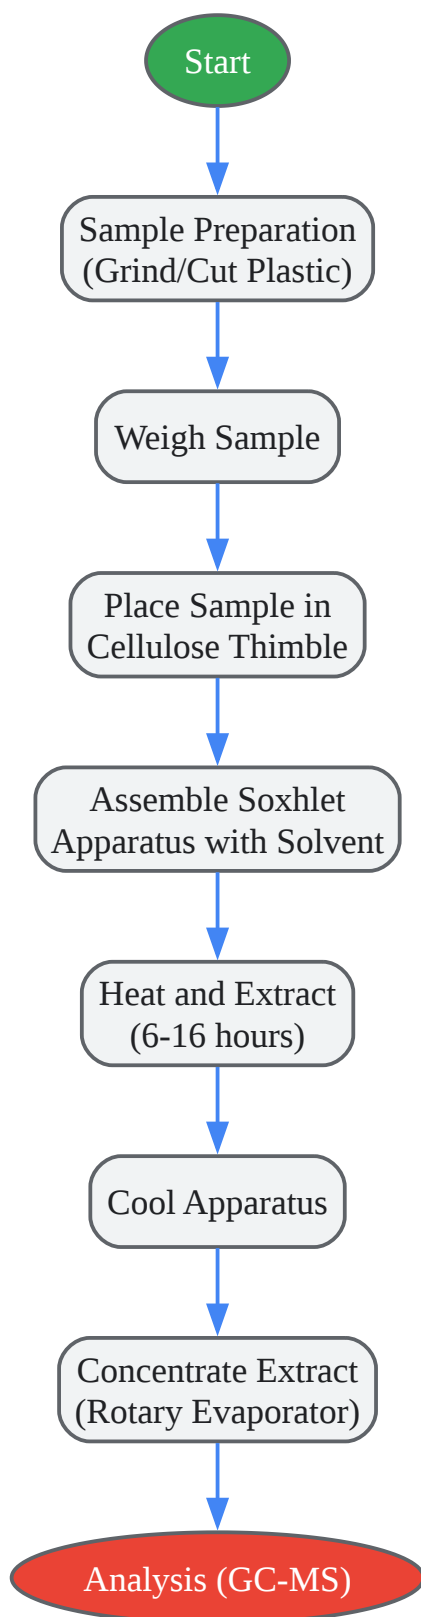 Start
Sample Preparation
(Grind/Cut Plastic)
Weigh Sample
Place Sample in
Cellulose Thimble
Assemble Soxhlet
Apparatus with Solvent
Heat and Extract
(6-16 hours)
Cool Apparatus
Concentrate Extract
(Rotary Evaporator)
Analysis (GC-MS)